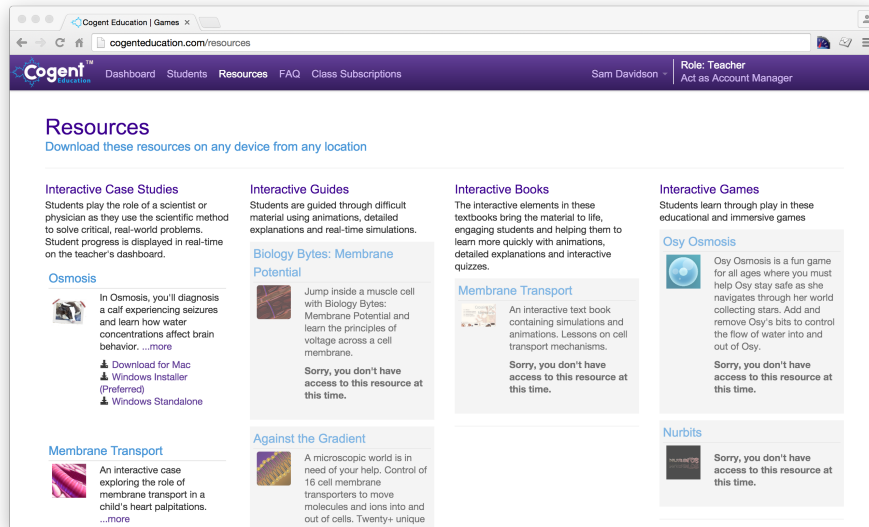 Cogent Education | Games ×
cogenteducation.com/resources
Cogent™
Education
Dashboard Students Resources FAQ Class Subscriptions
Sam Davidson
Role: Teacher
Act as Account Manager
Resources
Download these resources on any device from any location
Interactive Case Studies
Students play the role of a scientist or
physician as they use the scientific method
to solve critical, real-world problems.
Student progress is displayed in real-time
on the teacher's dashboard.
Osmosis
In Osmosis, you'll diagnosis
a calf experiencing seizures
and learn how water
concentrations affect brain
behavior. ...more
Download for Mac
Windows Installer
(Preferred)
Windows Standalone
Membrane Transport
An interactive case
exploring the role of
membrane transport in a
child's heart palpitations.
...more
Interactive Guides
Students are guided through difficult
material using animations, detailed
explanations and real-time simulations.
Biology Bytes: Membrane
Potential
Jump inside a muscle cell
with Biology Bytes:
Membrane Potential and
learn the principles of
voltage across a cell
membrane.
Sorry, you don't have
access to this resource at
this time.
Against the Gradient
A microscopic world is in
need of your help. Control of
16 cell membrane
transporters to move
molecules and ions into and
out of cells. Twenty+ unique
Interactive Books
The interactive elements in these
textbooks bring the material to life,
engaging students and helping them to
learn more quickly with animations,
detailed explanations and interactive
quizzes.
Membrane Transport
An interactive text book
containing simulations and
animations. Lessons on cell
transport mechanisms.
Sorry, you don't have
access to this resource at
this time.
Interactive Games
Students learn through play in these
educational and immersive games
Osy Osmosis
Osy Osmosis is a fun game
for all ages where you must
help Osy stay safe as she
navigates through her world
collecting stars. Add and
remove Osy's bits to control
the flow of water into and
out of Osy.
Sorry, you don't have
access to this resource at
this time.
Nurbits
Sorry, you don't have
access to this resource at
this time.